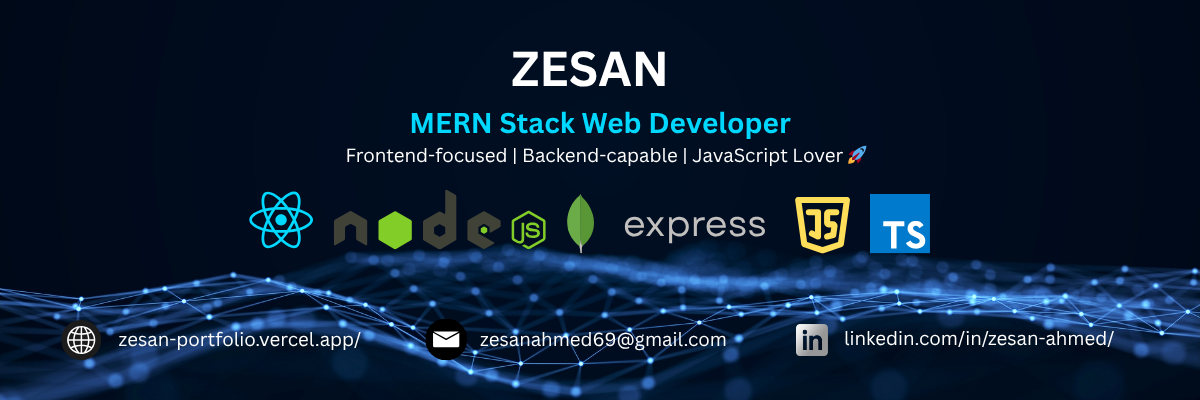 ZESAN
MERN Stack Web Developer
Frontend-focused | Backend-capable | JavaScript Lover 🚀
node JS express JS TS
zesan-portfolio.vercel.app/ zesanahmed69@gmail.com in linkedin.com/in/zesan-ahmed/